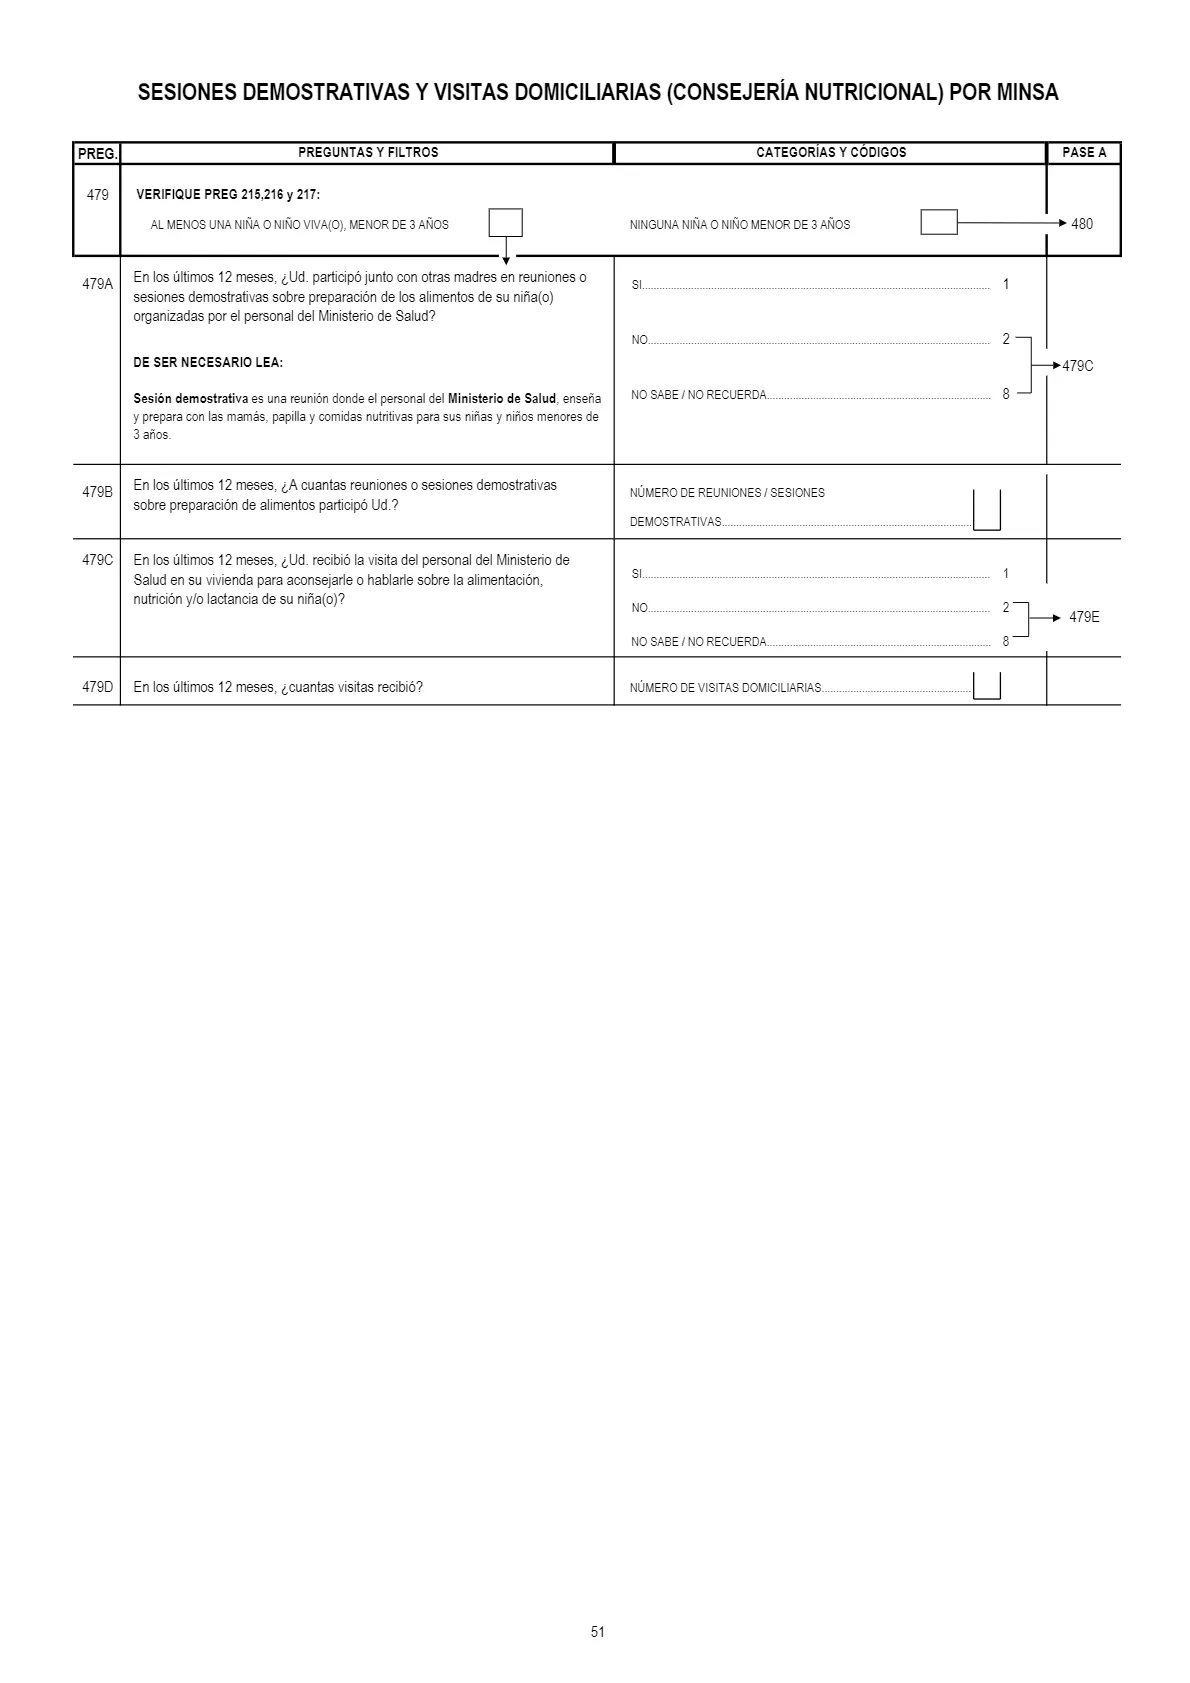 SESIONES DEMOSTRATIVAS Y VISITAS DOMICILIARIAS (CONSEJERÍA NUTRICIONAL) POR MINSA
PREG. PREGUNTAS Y FILTROS CATEGORÍAS Y CÓDIGOS PASE A
479 VERIFIQUE PREG 215,216 y 217:
AL MENOS UNA NIÑA O NIÑO VIVA(O), MENOR DE 3 AÑOS NINGUNA NIÑA O NIÑO MENOR DE 3 AÑOS 480
479A En los últimos 12 meses, ¿Ud. participó junto con otras madres en reuniones o
sesiones demostrativas sobre preparación de los alimentos de su niña(o)
organizadas por el personal del Ministerio de Salud?
DE SER NECESARIO LEA:
Sesión demostrativa es una reunión donde el personal del Ministerio de Salud, enseña
y prepara con las mamás, papilla y comidas nutritivas para sus niñas y niños menores de
3 años.
SI........ 1
NO........ 2
NO SABE / NO RECUERDA........ 8
479C
479B En los últimos 12 meses, ¿A cuantas reuniones o sesiones demostrativas
sobre preparación de alimentos participó Ud.?
NÚMERO DE REUNIONES / SESIONES
DEMOSTRATIVAS........
479C En los últimos 12 meses, ¿Ud. recibió la visita del personal del Ministerio de
Salud en su vivienda para aconsejarle o hablarle sobre la alimentación,
nutrición y/o lactancia de su niña(o)?
SI........ 1
NO........ 2
NO SABE / NO RECUERDA........ 8
479E
479D En los últimos 12 meses, ¿cuantas visitas recibió? NÚMERO DE VISITAS DOMICILIARIAS........
51